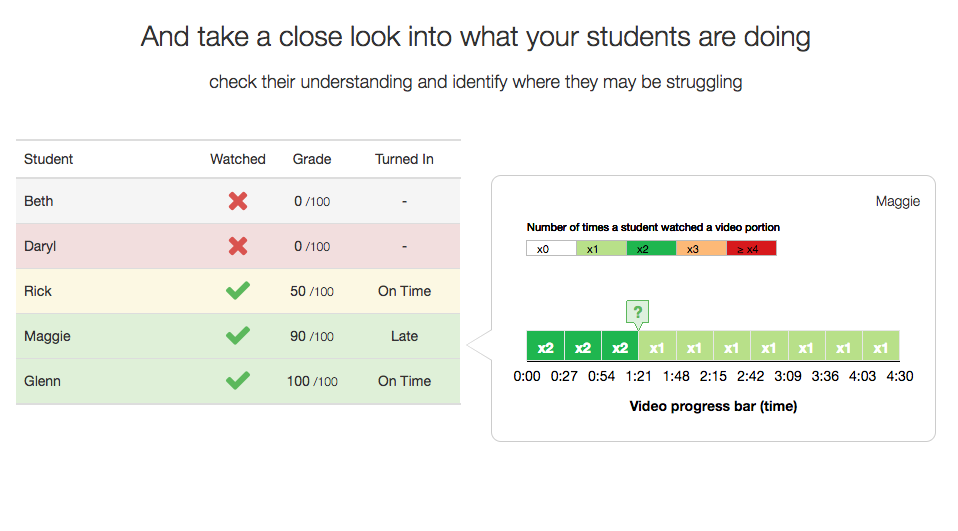 And take a close look into what your students are doing
check their understanding and identify where they may be struggling
Student Watched Grade Turned In
Beth 0 /100 -
Daryl 0 /100 -
Rick 50 /100 On Time
Maggie 90 /100 Late
Glenn 100 /100 On Time
Maggie
Number of times a student watched a video portion
x0 x1 x2 x3 ≥ x4
?
x2 x2 x2 x1 x1 x1 x1 x1 x1 x1
0:00 0:27 0:54 1:21 1:48 2:15 2:42 3:09 3:36 4:03 4:30
Video progress bar (time)